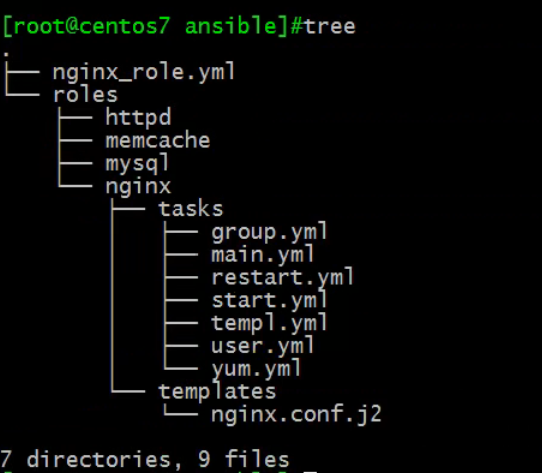 [root@centos7 ansible]#tree
.
├── nginx_role.yml
└── roles
    ├── httpd
    ├── memcache
    ├── mysql
    └── nginx
        ├── tasks
        │   ├── group.yml
        │   ├── main.yml
        │   ├── restart.yml
        │   ├── start.yml
        │   ├── templ.yml
        │   ├── user.yml
        │   └── yum.yml
        └── templates
            └── nginx.conf.j2

7 directories, 9 files